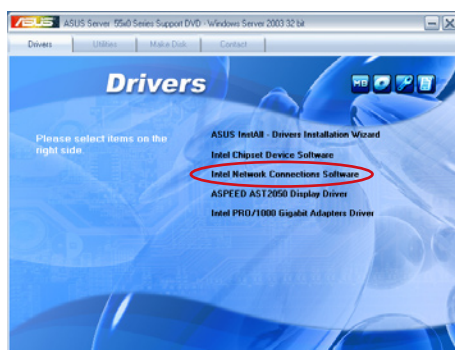 ASUS Server 55x0 Series Support DVD - Windows Server 2003 32 bit
Drivers Utilities Make Disk Contact
Drivers
Please select items on the
right side.
ASUS InstAll - Drivers Installation Wizard
Intel Chipset Device Software
Intel Network Connections Software
ASPEED AST2050 Display Driver
Intel PRO/1000 Gigabit Adapters Driver